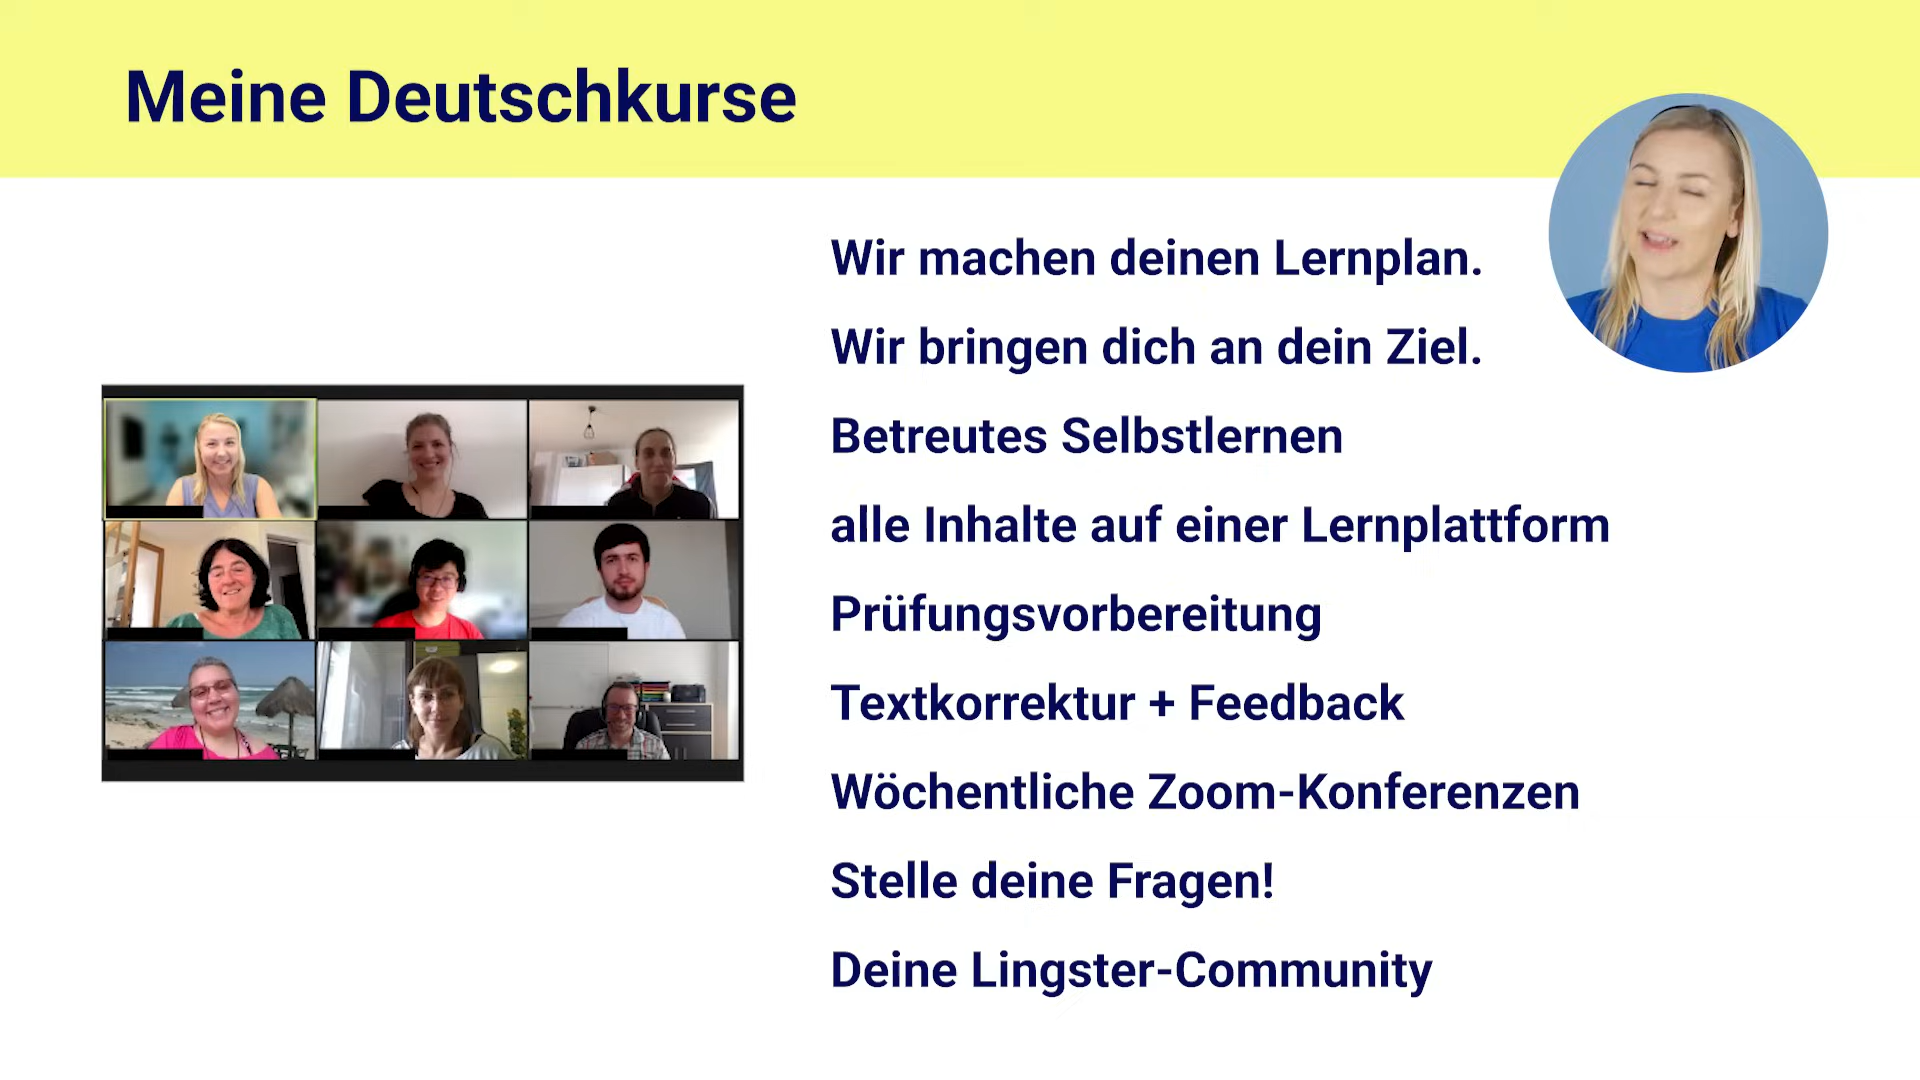 Meine Deutschkurse
Wir machen deinen Lernplan.
Wir bringen dich an dein Ziel.
Betreutes Selbstlernen
alle Inhalte auf einer Lernplattform
Prüfungsvorbereitung
Textkorrektur + Feedback
Wöchentliche Zoom-Konferenzen
Stelle deine Fragen!
Deine Lingster-Community